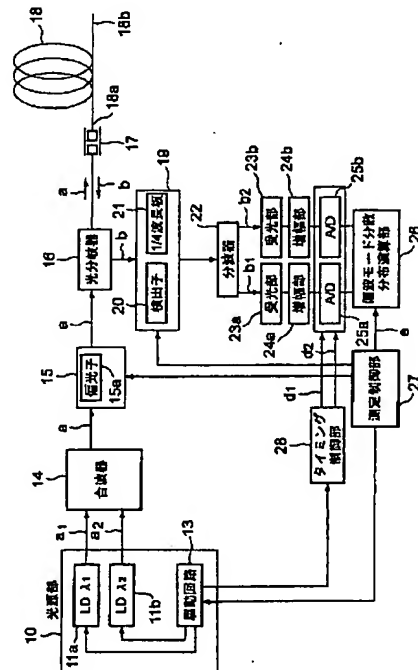 10
光源部
11a
LD λ1
LD λ2
11b
13
駆動回路
a1
a2
14
合波器
a
15
偏光子
15a
a
16
光分岐器
a
b
17
18a
18
18b
b
19
20
検出子
21
1/4波長板
22
分波器
b1
b2
23a
受光部
23b
受光部
24a
増幅部
24b
増幅部
25a
A/D
25b
A/D
d1
d2
28
タイミング制御部
26
偏波モード分散分布演算器
e
27
測定制御部